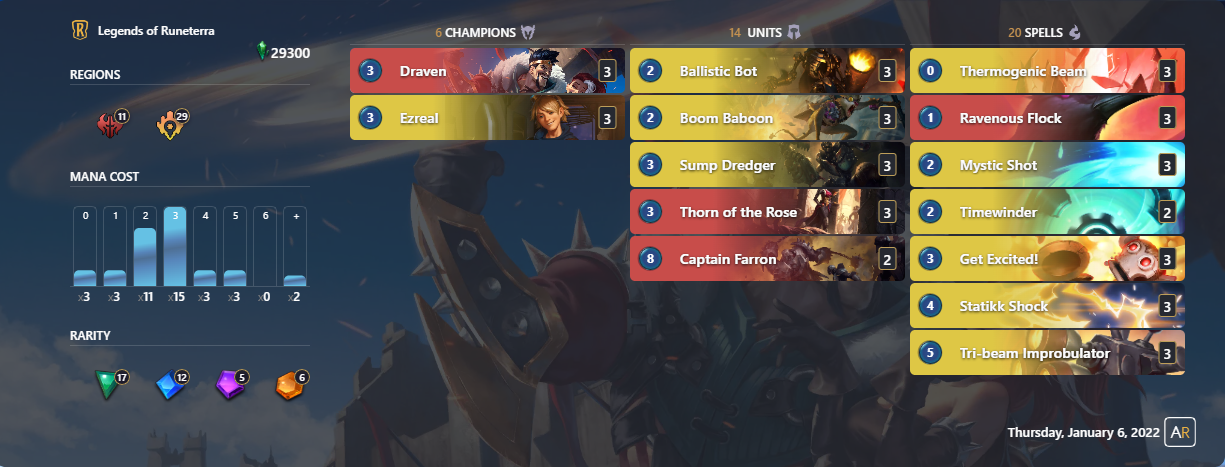 Legends of Runeterra
29300
REGIONS
11
29
MANA COST
0 1 2 3 4 5 6 +
x3 x3 x11 x15 x3 x3 x0 x2
RARITY
17
12
5
6
6 CHAMPIONS
3 Draven 3
3 Ezreal 3
14 UNITS
2 Ballistic Bot 3
2 Boom Baboon 3
3 Sump Dredger 3
3 Thorn of the Rose 3
8 Captain Farron 2
20 SPELLS
0 Thermogenic Beam 3
1 Ravenous Flock 3
2 Mystic Shot 3
2 Timewinder 2
3 Get Excited! 3
4 Statikk Shock 3
5 Tri-beam Improbulator 3
Thursday, January 6, 2022 AR